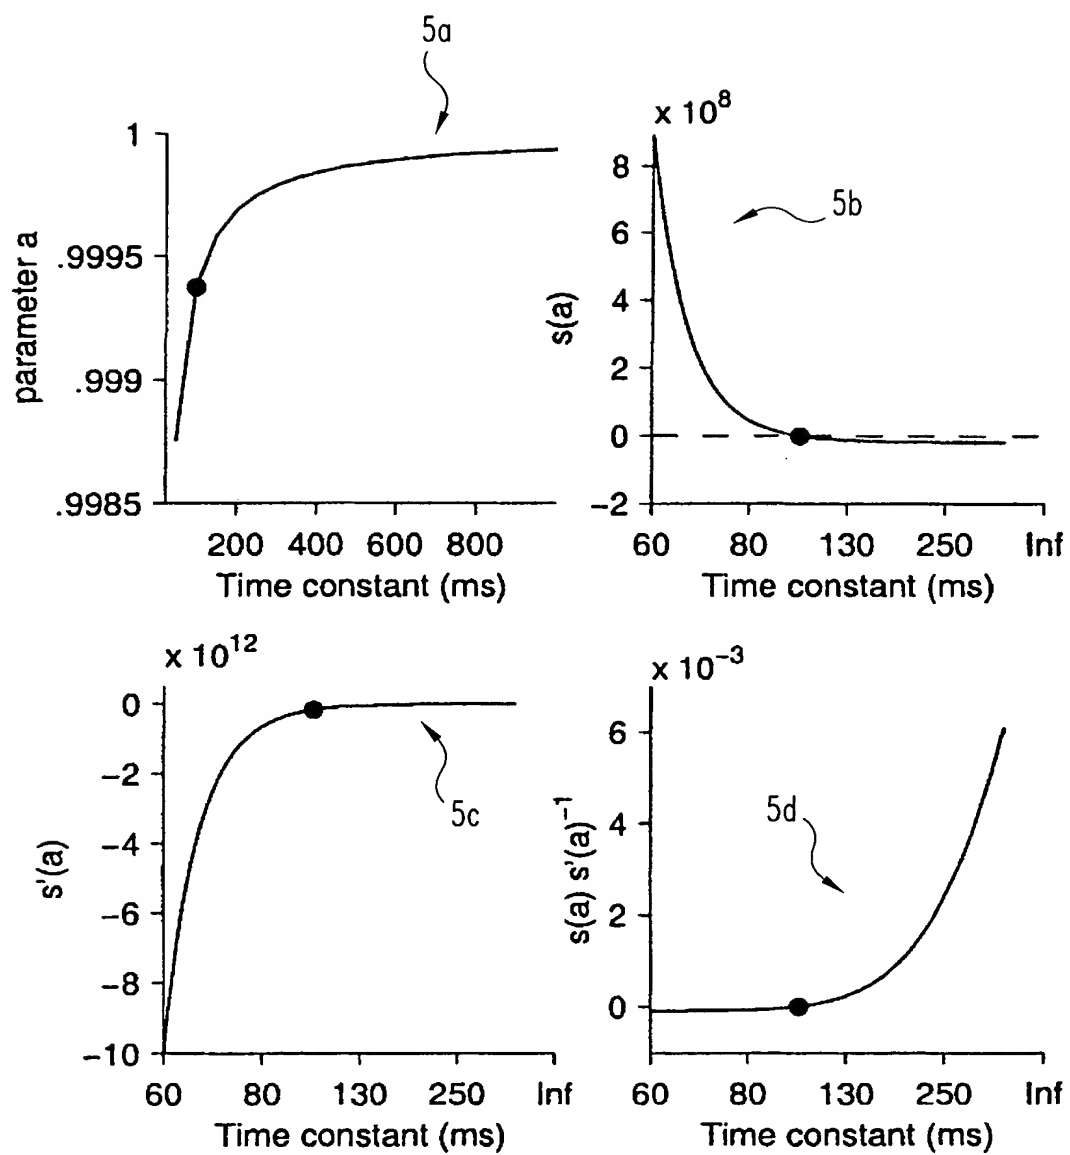 5a
1
.9995
.999
.9985
parameter a
200 400 600 800
Time constant (ms)
x 10^8
5b
8
6
4
2
0
−2
s(a)
60 80 130 250 Inf
Time constant (ms)
x 10^12
0
−2
−4
−6
−8
−10
s'(a)
5c
60 80 130 250 Inf
Time constant (ms)
x 10^−3
6
4
2
0
s(a) s'(a)^−1
5d
60 80 130 250 Inf
Time constant (ms)